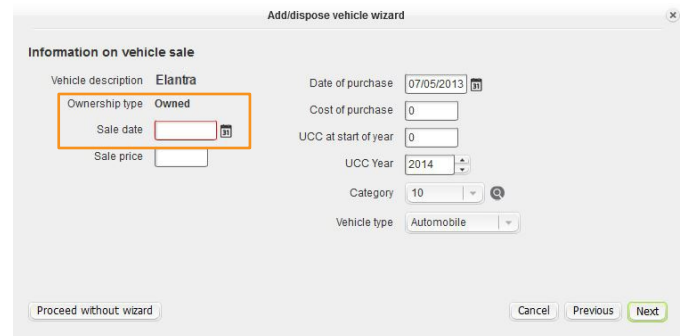 Add/dispose vehicle wizard
Information on vehicle sale
Vehicle description Elantra
Ownership type Owned
Sale date 31
Sale price
Date of purchase 07/05/2013 31
Cost of purchase 0
UCC at start of year 0
UCC Year 2014
Category 10
Vehicle type Automobile
Proceed without wizard
Cancel Previous Next